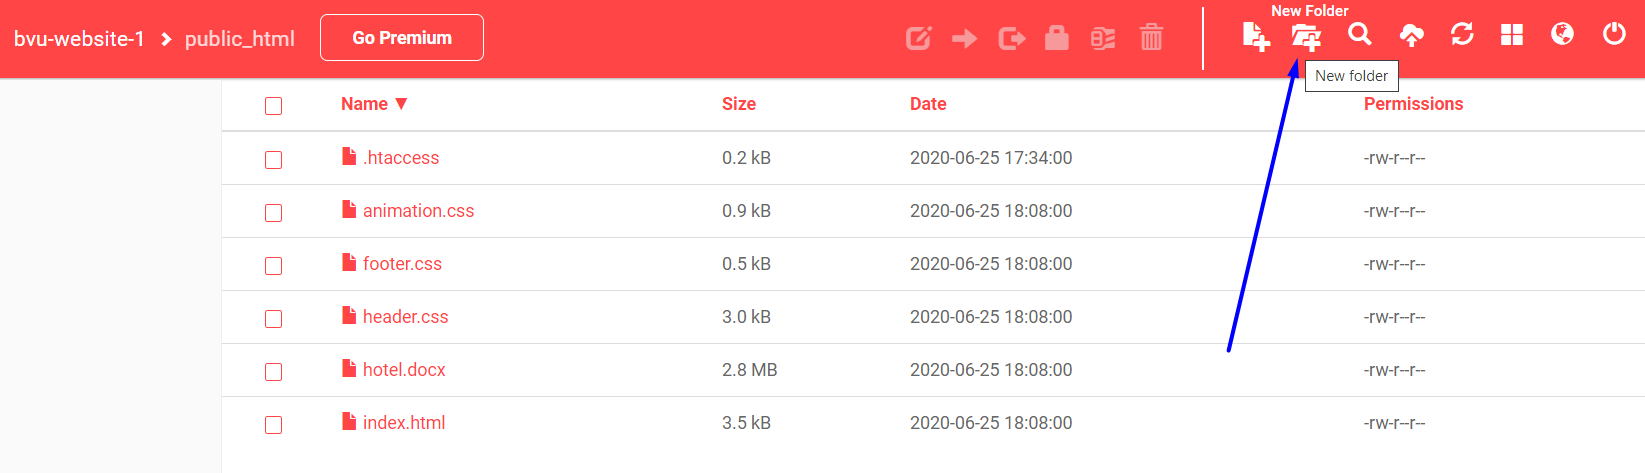 New Folder
bvu-website-1 public_html Go Premium
New folder
Name ▼ Size Date Permissions
.htaccess 0.2 kB 2020-06-25 17:34:00 -rw-r--r--
animation.css 0.9 kB 2020-06-25 18:08:00 -rw-r--r--
footer.css 0.5 kB 2020-06-25 18:08:00 -rw-r--r--
header.css 3.0 kB 2020-06-25 18:08:00 -rw-r--r--
hotel.docx 2.8 MB 2020-06-25 18:08:00 -rw-r--r--
index.html 3.5 kB 2020-06-25 18:08:00 -rw-r--r--